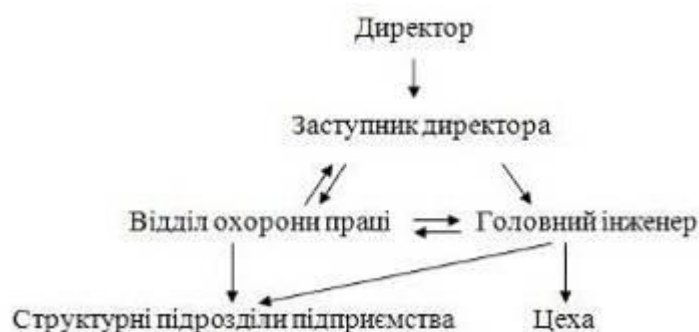 Директор
Заступник директора
Відділ охорони праці
Головний інженер
Структурні підрозділи підприємства
Цеха